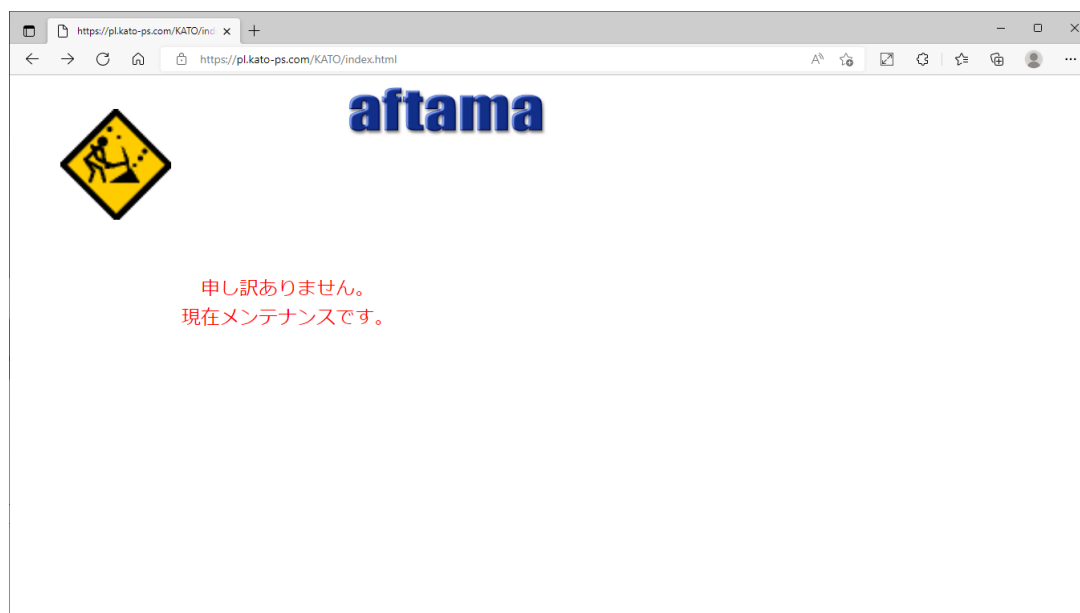 https://pl.kato-ps.com/KATO/ind
https://pl.kato-ps.com/KATO/index.html
aftama
申し訳ありません。
現在メンテナンスです。